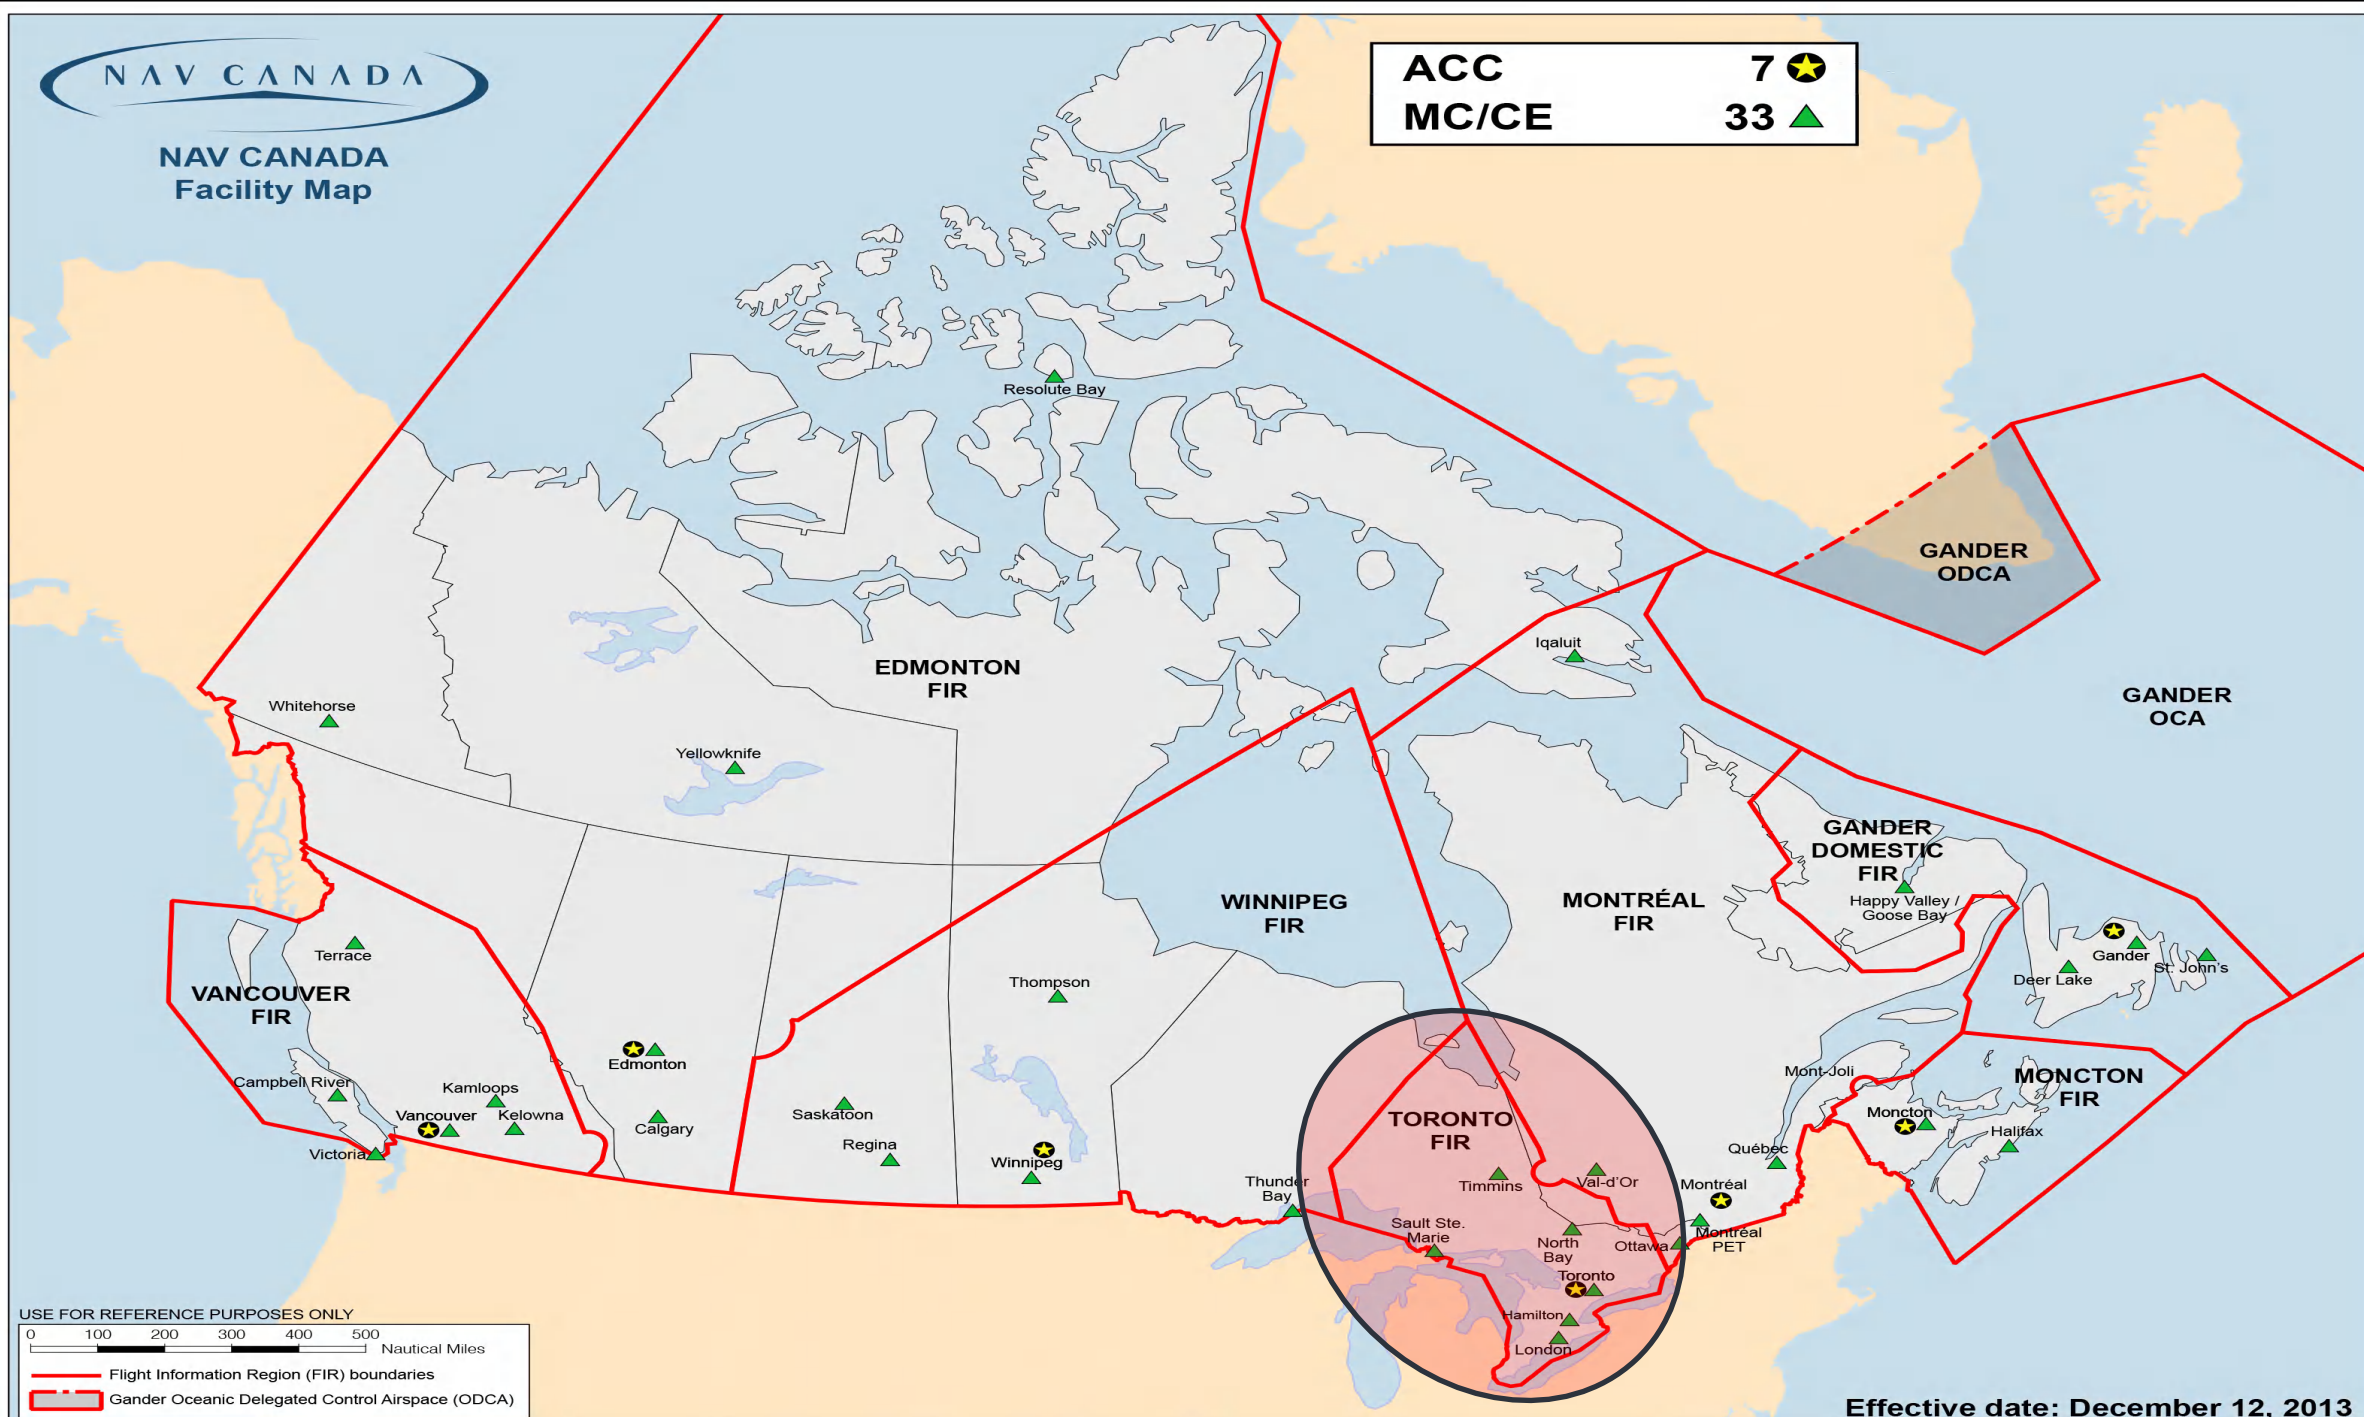 NAV CANADA
NAV CANADA
Facility Map
ACC 7
MC/CE 33
Resolute Bay
GANDER
ODCA
Iqaluit
EDMONTON
FIR
GANDER
OCA
Whitehorse
Yellowknife
GANDER
DOMESTIC
FIR
Happy Valley /
Goose Bay
WINNIPEG
FIR
MONTRÉAL
FIR
Terrace
Gander
St. John's
Deer Lake
VANCOUVER
FIR
Thompson
Edmonton
Campbell River
Kamloops
Vancouver
Kelowna
Victoria
Calgary
Saskatoon
Regina
Winnipeg
Mont-Joli
MONCTON
FIR
Moncton
Halifax
TORONTO
FIR
Québec
Thunder
Bay
Timmins
Val-d'Or
Montréal
Sault Ste.
Marie
North
Bay
Ottawa
Montréal
PET
Toronto
Hamilton
London
USE FOR REFERENCE PURPOSES ONLY
0 100 200 300 400 500
Nautical Miles
Flight Information Region (FIR) boundaries
Gander Oceanic Delegated Control Airspace (ODCA)
Effective date: December 12, 2013